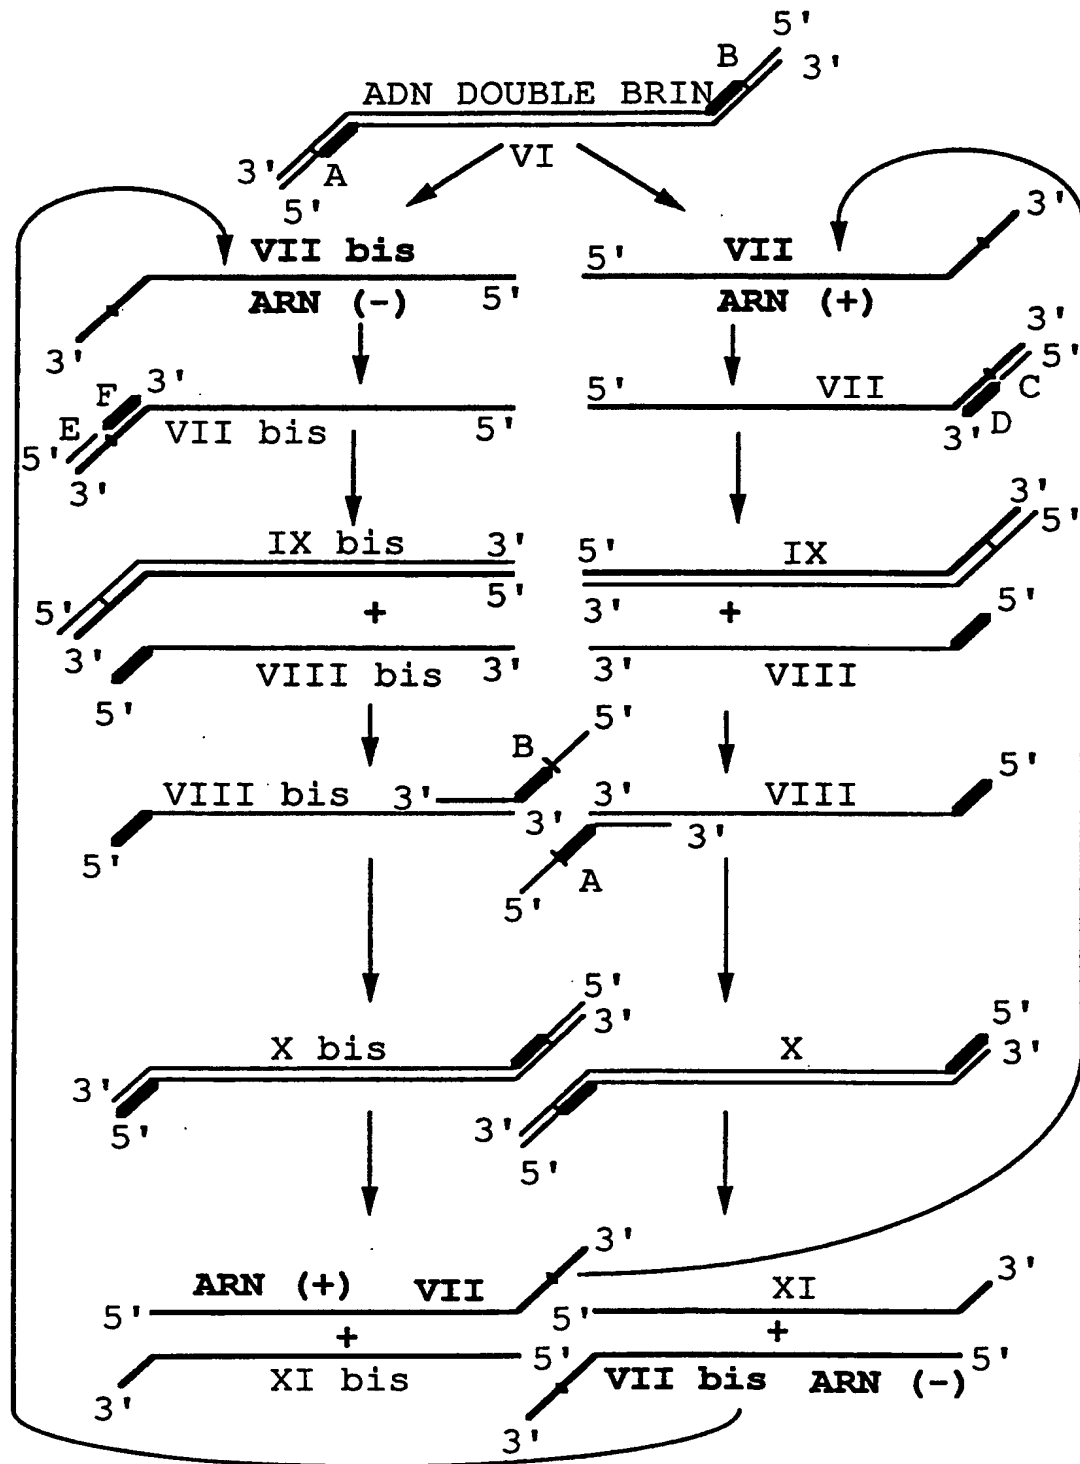 5'
B 3'
ADN DOUBLE BRIN
3' A VI
5'
3'
VII bis 5' VII
ARN (-) 5' ARN (+)
3' 3'
F 3' 5' VII 5'
E C
5' VII bis 5' 3' D
3'
3'
IX bis 3' 5' IX 5'
5' 5' 3'
+ + 5'
3' VIII bis 3' 3' VIII
5'
5'
B
VIII bis 3' 3' VIII 5'
3' 3'
5' A
5'
5'
3' 5'
X bis X 3'
3'
5' 3'
5'
3'
ARN (+) VII XI 3'
5' 5'
+ 5' + 5'
XI bis VII bis ARN (-)
3'
3'